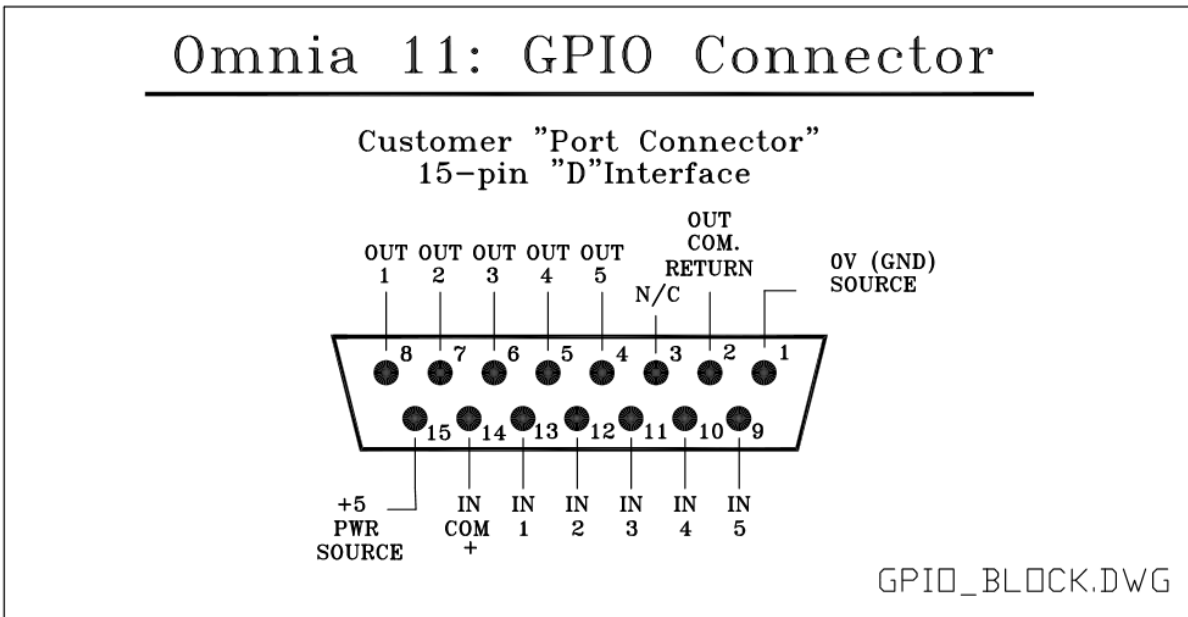 Omnia 11: GPIO Connector
Customer "Port Connector"
15-pin "D"Interface
OUT
COM.
RETURN
0V (GND)
SOURCE
OUT OUT OUT OUT OUT
1 2 3 4 5
N/C
8 7 6 5 4 3 2 1
15 14 13 12 11 10 9
+5
PWR
SOURCE
IN
COM
+
IN
1
IN
2
IN
3
IN
4
IN
5
GPIO_BLOCK.DWG